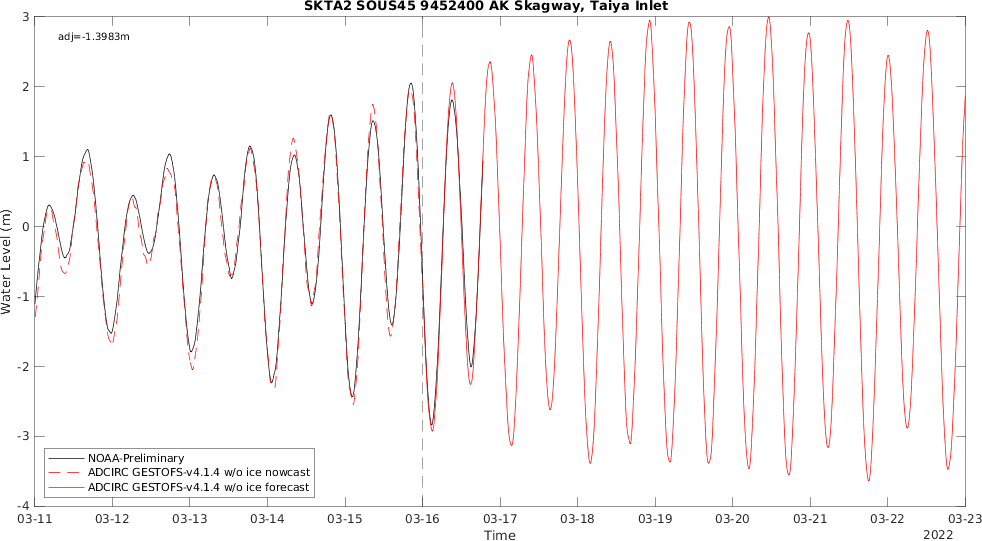 SKTA2 SOUS45 9452400 AK Skagway, Taiya Inlet
adj=-1.3983m
3
2
1
0
-1
-2
-3
-4
Water Level (m)
NOAA-Preliminary
ADCIRC GESTOFS-v4.1.4 w/o ice nowcast
ADCIRC GESTOFS-v4.1.4 w/o ice forecast
03-11 03-12 03-13 03-14 03-15 03-16 03-17 03-18 03-19 03-20 03-21 03-22 03-23
Time
2022